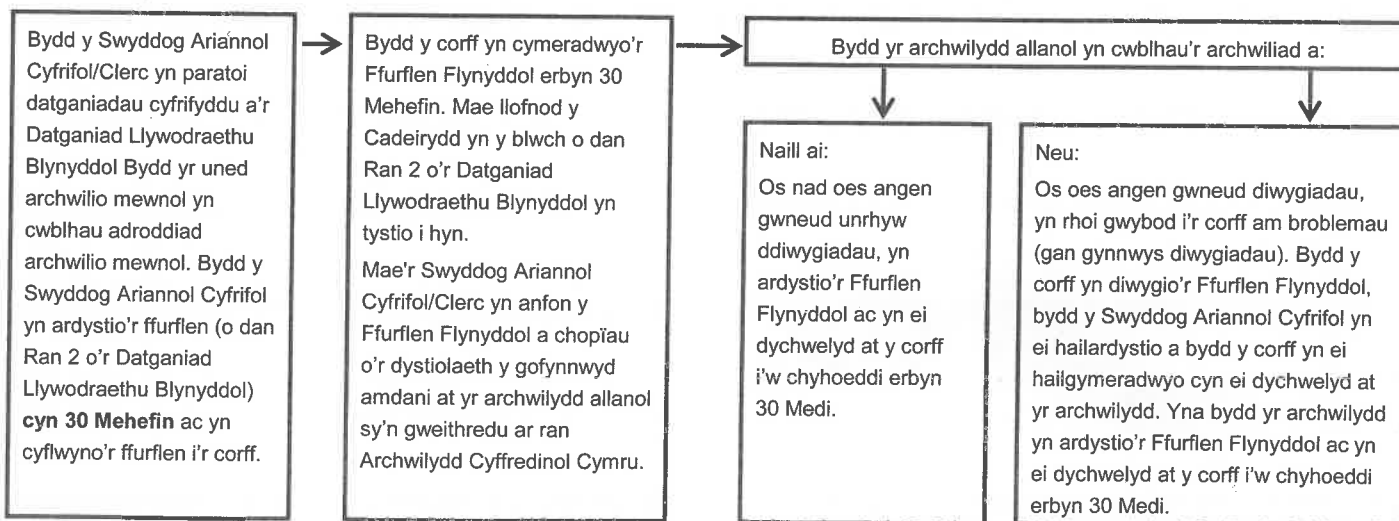 Bydd y Swyddog Ariannol
Cyfrifol/Clerc yn paratoi
datganiadau cyfrifyddu a'r
Datganiad Llywodraethu
Blynyddol Bydd yr uned
archwilio mewnol yn
cwblhau adroddiad
archwilio mewnol. Bydd y
Swyddog Ariannol Cyfrifol
yn ardystio'r ffurflen (o dan
Ran 2 o'r Datganiad
Llywodraethu Blynyddol)
cyn 30 Mehefin ac yn
cyflwyno'r ffurflen i'r corff.
Bydd y corff yn cymeradwyo'r
Ffurflen Flynyddol erbyn 30
Mehefin. Mae llofnod y
Cadeirydd yn y blwch o dan
Ran 2 o'r Datganiad
Llywodraethu Blynyddol yn
tystio i hyn.
Mae'r Swyddog Ariannol
Cyfrifol/Clerc yn anfon y
Ffurflen Flynyddol a chopïau
o'r dystiolaeth y gofynnwyd
amdani at yr archwilydd allanol
sy'n gweithredu ar ran
Archwilydd Cyffredinol Cymru.
Bydd yr archwilydd allanol yn cwblhau'r archwiliad a:
Naill ai:
Os nad oes angen
gwneud unrhyw
ddiwygiadau, yn
ardystio'r Ffurflen
Flynyddol ac yn ei
dychwelyd at y corff
i'w chyhoeddi erbyn
30 Medi.
Neu:
Os oes angen gwneud diwygiadau,
yn rhoi gwybod i'r corff am broblemau
(gan gynnwys diwygiadau). Bydd y
corff yn diwygio'r Ffurflen Flynyddol,
bydd y Swyddog Ariannol Cyfrifol yn
ei hailardystio a bydd y corff yn ei
hailgymeradwyo cyn ei dychwelyd at
yr archwilydd. Yna bydd yr archwilydd
yn ardystio'r Ffurflen Flynyddol ac yn
ei dychwelyd at y corff i'w chyhoeddi
erbyn 30 Medi.